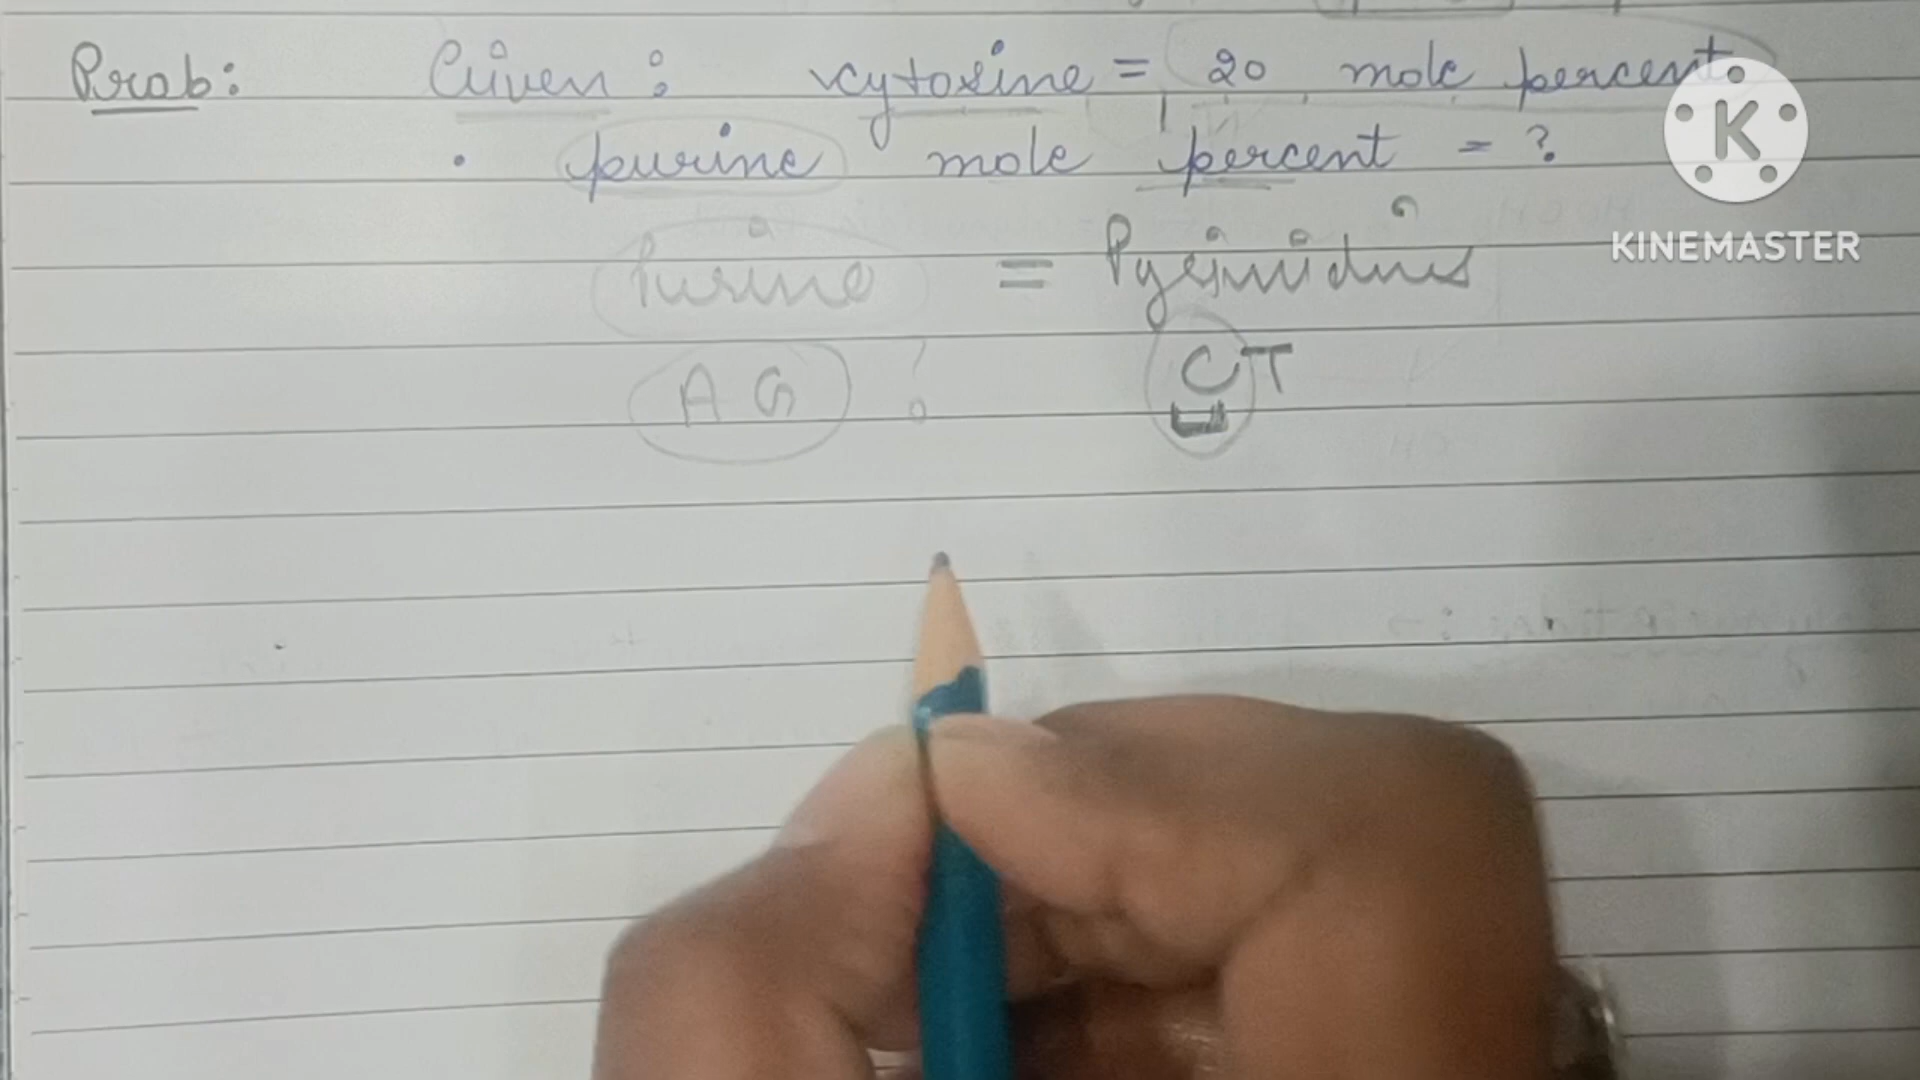 Prob: Given: cytosine = 20 mole percent
• purine mole percent = ?
Purine = Pyrimidines
A G ? C T
KINEMASTER